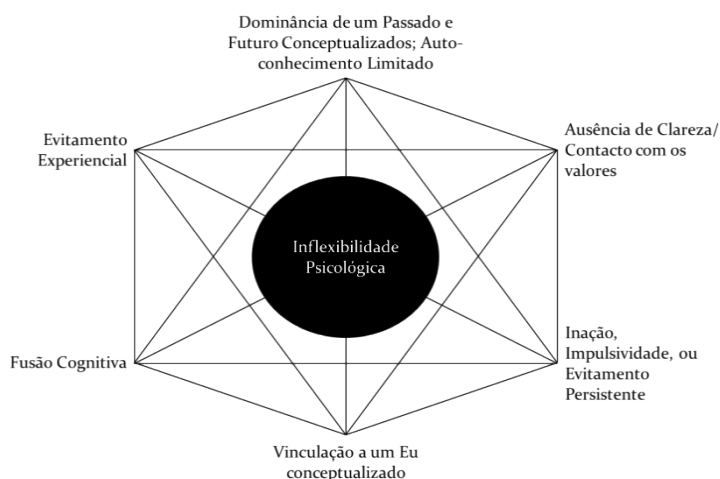 Dominância de um Passado e
Futuro Conceptualizados; Auto-
conhecimento Limitado
Evitamento
Experiencial
Ausência de Clareza/
Contacto com os
valores
Inflexibilidade
Psicológica
Fusão Cognitiva
Inação,
Impulsividade, ou
Evitamento
Persistente
Vinculação a um Eu
conceptualizado